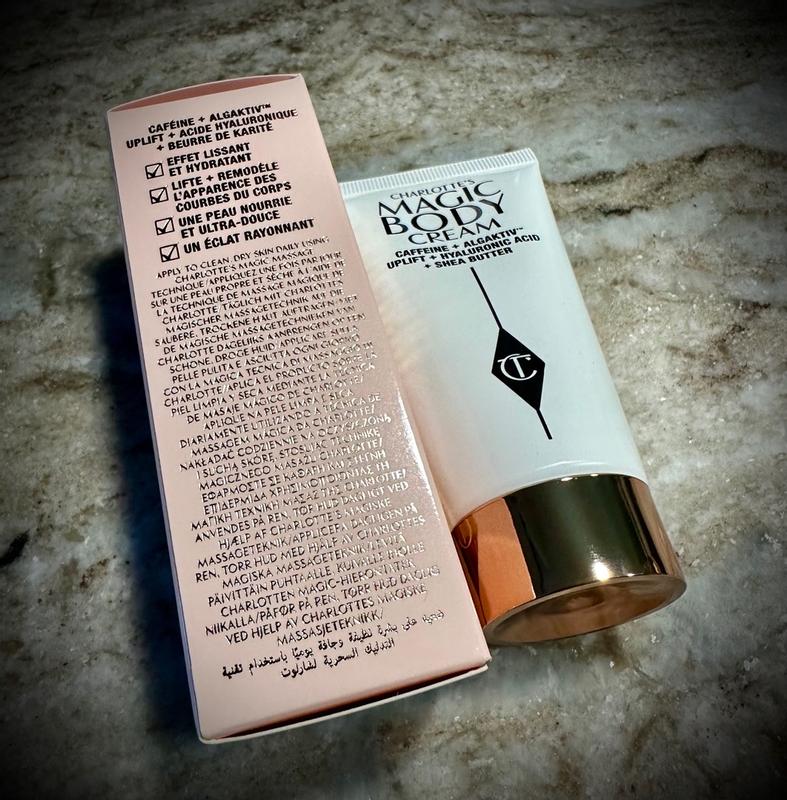 CAFÉINE + ALGAKTIV™
UPLIFT + ACIDE HYALURONIQUE
+ BEURRE DE KARITÉ
EFFET LISSANT
ET HYDRATANT
LIFTE + REMODÈLE
L'APPARENCE DES
COURBES DU CORPS
UNE PEAU NOURRIE
ET ULTRA-DOUCE
UN ÉCLAT RAYONNANT
APPLY TO CLEAN, DRY SKIN DAILY USING
CHARLOTTE'S MAGIC MASSAGE
TECHNIQUE/APPLIQUEZ UNE FOIS PAR JOUR
SUR UNE PEAU PROPRE ET SÈCHE À L'AIDE DE
LA TECHNIQUE DE MASSAGE MAGIQUE DE
CHARLOTTE/TÄGLICH MIT CHARLOTTES
MAGISCHER MASSAGETECHNIK AUF DIE
SAUBERE, TROCKENE HAUT AUFTRAGEN/MET
DE MAGISCHE MASSAGETECHNIEKEN VAN
CHARLOTTE DAGELIJKS AANBRENGEN OP EEN
SCHONE, DROGE HUID/APPLICARE SULLA
PELLE PULITA E ASCIUTTA OGNI GIORNO
CON LA MAGICA TECNICA DI MASSAGGIO DI
CHARLOTTE/APLICA EL PRODUCTO SOBRE LA
PIEL LIMPIA Y SECA MEDIANTE LA TÉCNICA
DE MASAJE MÁGICO DE CHARLOTTE/
APLIQUE NA PELE LIMPA E SECA
DIARIAMENTE UTILIZANDO A TÉCNICA DE
MASSAGEM MÁGICA DA CHARLOTTE/
NAKŁADAĆ CODZIENNIE NA OCZYSZCZONĄ
I SUCHĄ SKÓRĘ, STOSUJĄC TECHNIKĘ
MAGICZNEGO MASAŻU CHARLOTTE/
ΕΦΑΡΜΟΣΤΕ ΣΕ ΚΑΘΑΡΗ ΚΑΙ ΣΤΕΓΝΗ
ΕΠΙΔΕΡΜΙΔΑ ΧΡΗΣΙΜΟΠΟΙΩΝΤΑΣ ΤΗ
ΜΑΓΙΚΗ ΤΕΧΝΙΚΗ ΜΑΣΑΖ ΤΗΣ CHARLOTTE/
ANVENDES PÅ REN, TØR HUD DAGLIGT VED
HJÆLP AF CHARLOTTE'S MAGISKE
MASSAGETEKNIK/APPLICERA DAGLIGEN PÅ
REN, TORR HUD MED HJÄLP AV CHARLOTTES
MAGISKA MASSAGETEKNIK/LEVITÄ
PÄIVITTÄIN PUHTAALLE, KUIVALLE IHOLLE
CHARLOTTEN MAGIC-HIERONTATEK
NIIKALLA/PÅFØR PÅ REN, TØRR HUD DAGLIG
VED HJELP AV CHARLOTTES MAGISKE
MASSASJETEKNIKK/
توضع على بشرة نظيفة وجافة يوميًا باستخدام تقنية
التدليك السحرية لشارلوت
CHARLOTTE'S
MAGIC
BODY
CREAM
CAFFEINE + ALGAKTIV™
UPLIFT + HYALURONIC ACID
+ SHEA BUTTER
CT